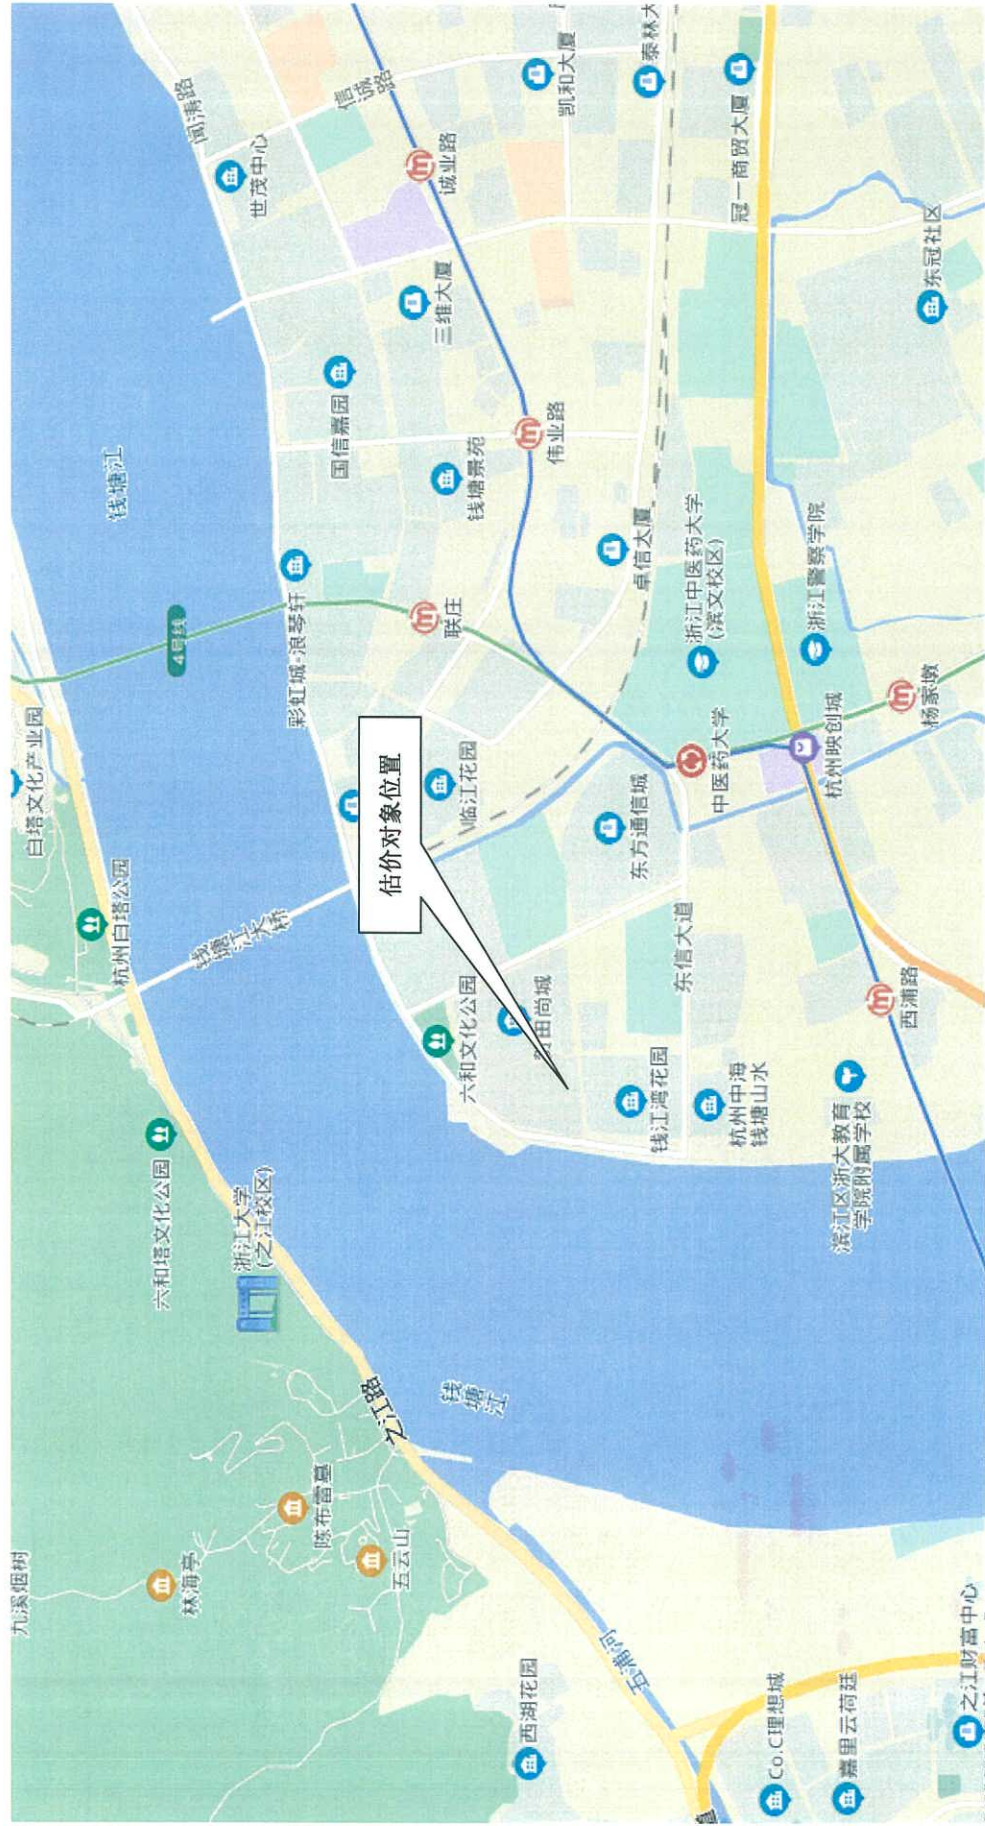 九溪烟树
白塔文化产业园
钱塘江
闻涛路
世茂中心
信诚路
凯和大厦
泰林大
4号线
杭州白塔公园
六和塔文化公园
浙江大学
(之江校区)
林海亭
陈布雷墓
五云山
之江路
钱塘江
钱塘江大桥
彩虹城-浪琴轩
国信嘉园
三维大厦
诚业路
冠一商贸大厦
估价对象位置
临江花园
联庄
钱塘景苑
伟业路
卓信大厦
东冠社区
六和文化公园
田尚城
东方通信城
中医药大学
浙江中医药大学
(滨文校区)
浙江警察学院
西湖花园
钱江湾花园
东信大道
杭州映创城
杨家墩
杭州中海
钱塘山水
西浦路
滨江区浙大教育
学院附属学校
Co.C理想城
嘉里云荷廷
之江财富中心